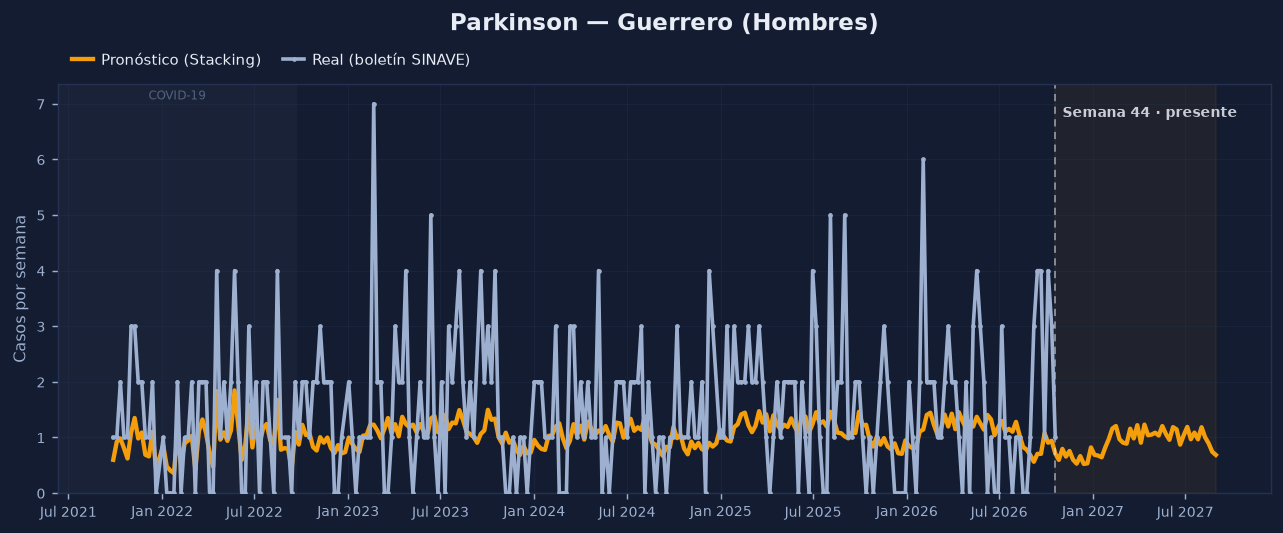 Parkinson — Guerrero (Hombres)
Pronóstico (Stacking)
Real (boletín SINAVE)
COVID-19
Semana 44 · presente
Casos por semana
7
6
5
4
3
2
1
0
Jul 2021
Jan 2022
Jul 2022
Jan 2023
Jul 2023
Jan 2024
Jul 2024
Jan 2025
Jul 2025
Jan 2026
Jul 2026
Jan 2027
Jul 2027